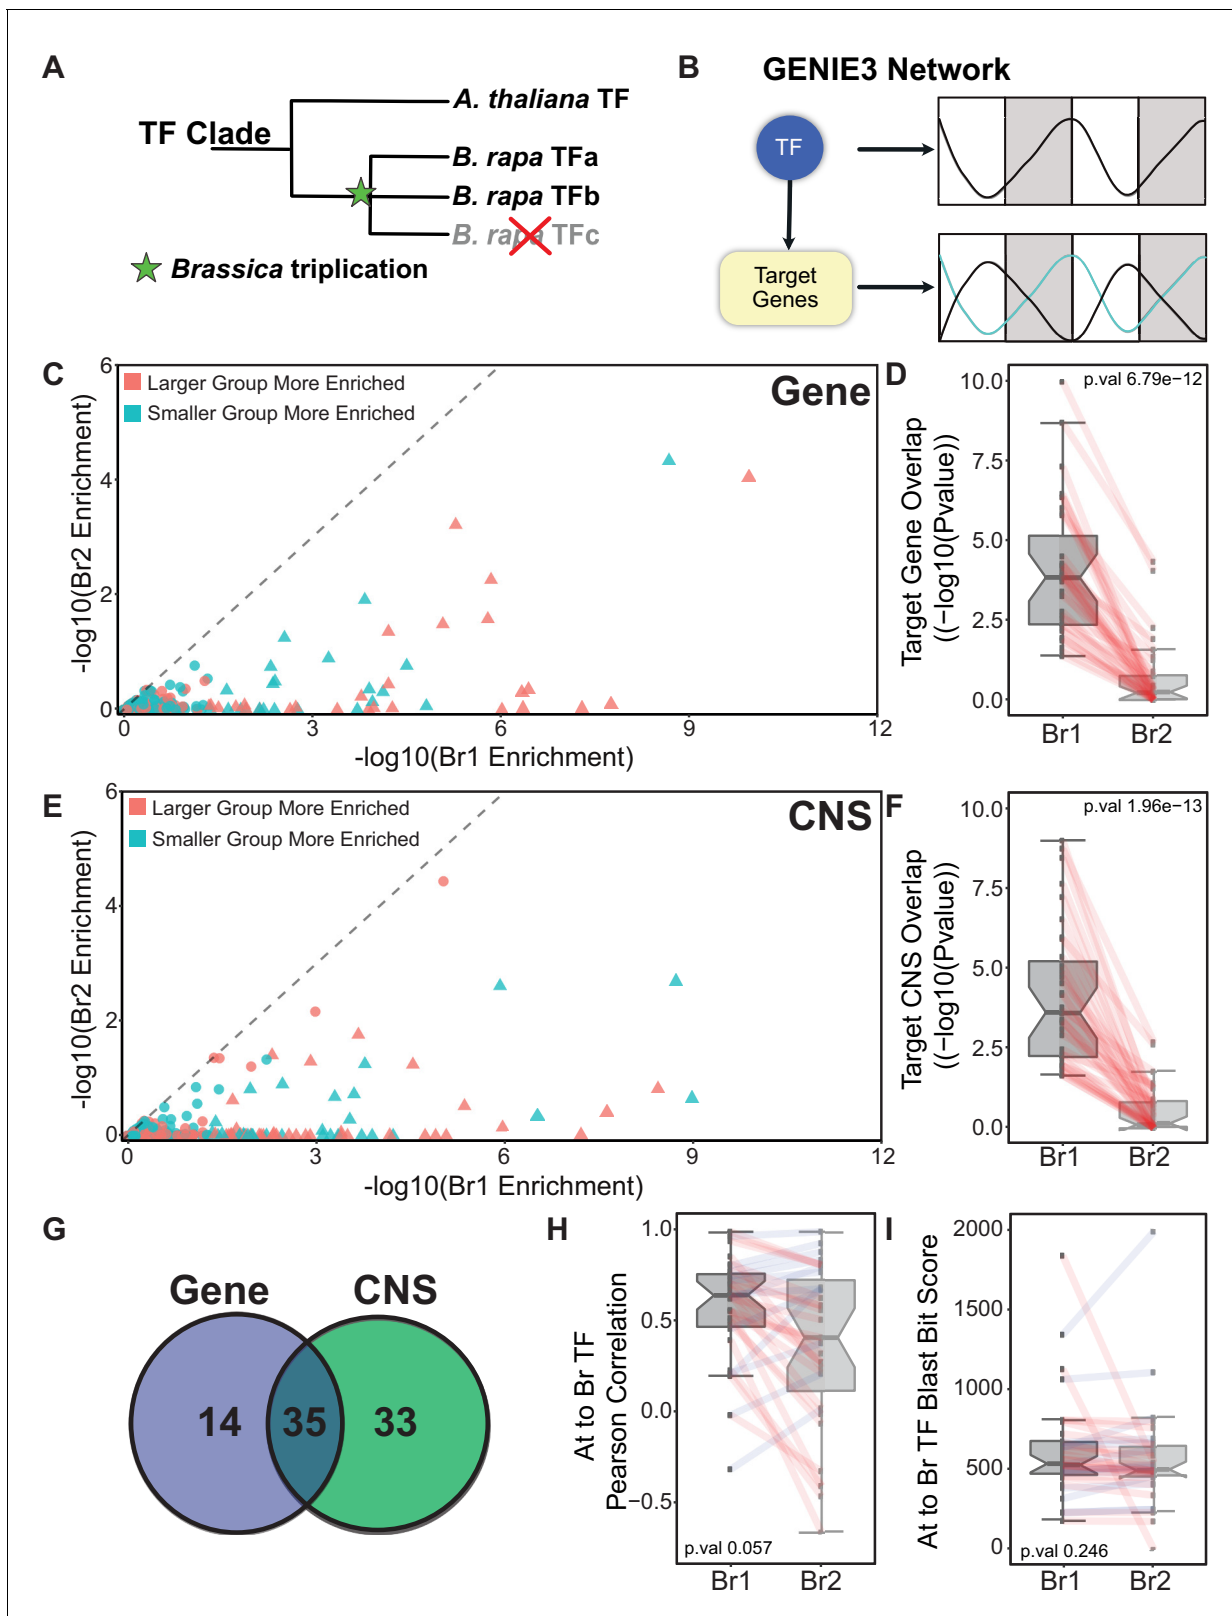 A
TF Clade
A. thaliana TF
B. rapa TFa
B. rapa TFb
B. rapa TFc
Brassica triplication
B
GENIE3 Network
TF
Target
Genes
C
Larger Group More Enriched
Smaller Group More Enriched
Gene
-log10(Br2 Enrichment)
6
4
2
0
0 3 6 9 12
-log10(Br1 Enrichment)
D
p.val 6.79e−12
Target Gene Overlap
((−log10(Pvalue))
10.0
7.5
5.0
2.5
0.0
Br1 Br2
E
Larger Group More Enriched
Smaller Group More Enriched
CNS
-log10(Br2 Enrichment)
6
4
2
0
0 3 6 9 12
-log10(Br1 Enrichment)
F
p.val 1.96e−13
Target CNS Overlap
((−log10(Pvalue))
10.0
7.5
5.0
2.5
0.0
Br1 Br2
G
Gene CNS
14 35 33
H
At to Br TF
Pearson Correlation
1.0
0.5
0.0
−0.5
p.val 0.057
Br1 Br2
I
At to Br TF Blast Bit Score
2000
1500
1000
500
0
p.val 0.246
Br1 Br2